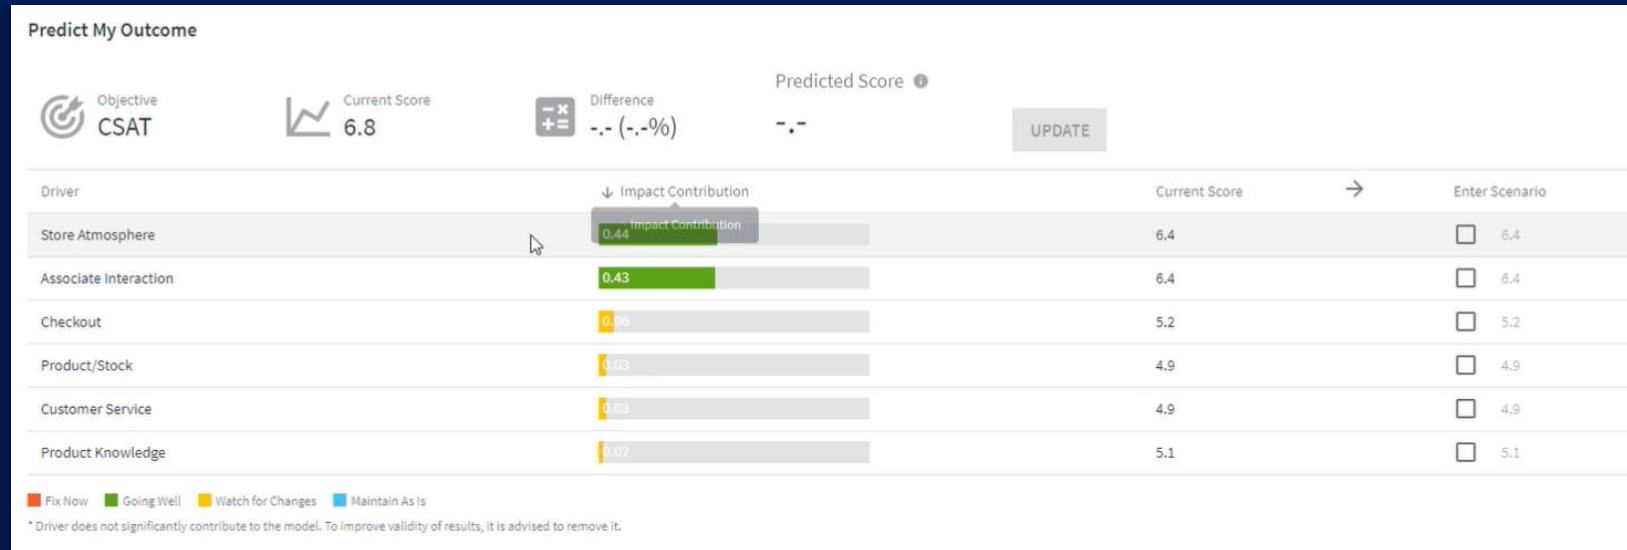 Predict My Outcome
Predicted Score
Objective
CSAT
Current Score
6.8
Difference
-.- (-.-%)
-.-
UPDATE
Driver ↓ Impact Contribution Current Score → Enter Scenario
Impact Contribution
Store Atmosphere 0.44 6.4 6.4
Associate Interaction 0.43 6.4 6.4
Checkout 0.06 5.2 5.2
Product/Stock 0.03 4.9 4.9
Customer Service 0.03 4.9 4.9
Product Knowledge 0.02 5.1 5.1
Fix Now Going Well Watch for Changes Maintain As Is
* Driver does not significantly contribute to the model. To improve validity of results, it is advised to remove it.